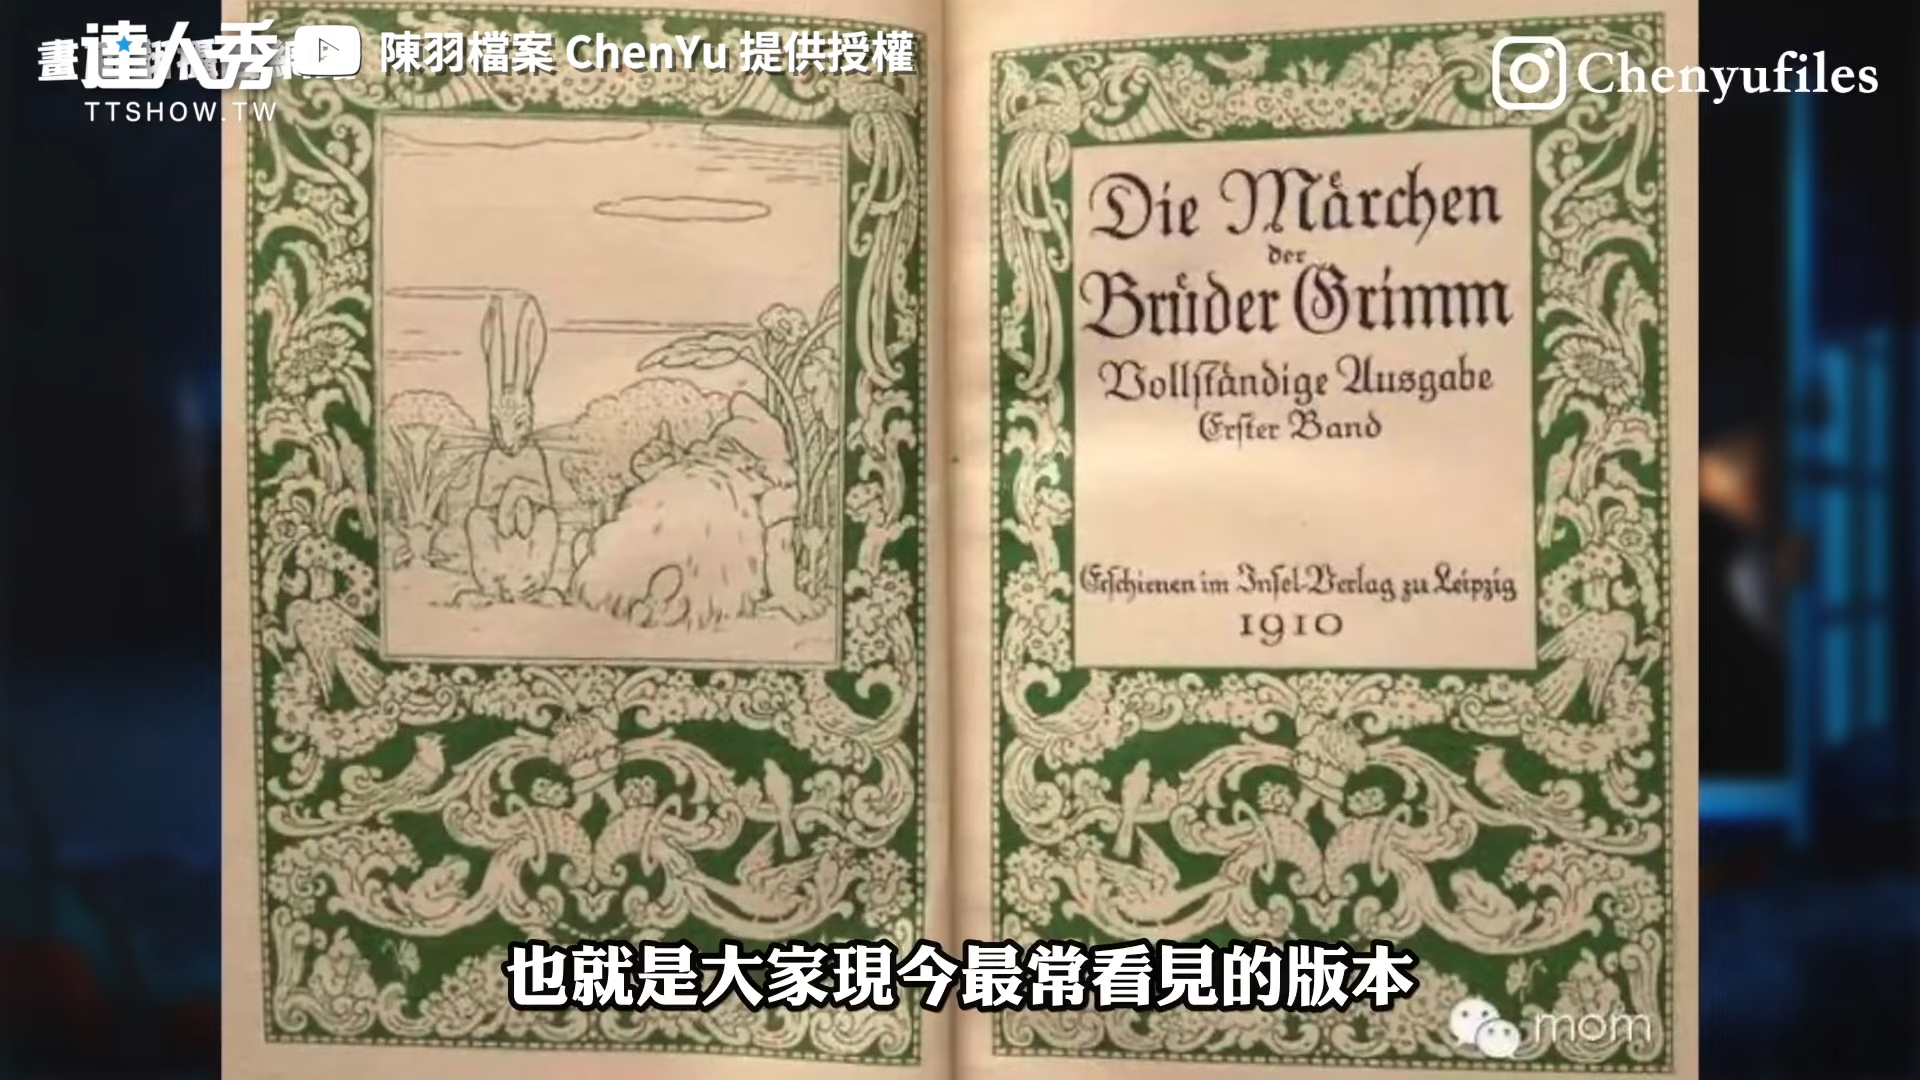 達人秀
TTSHOW.TW
陳羽檔案 ChenYu 提供授權
Chenyufiles
Die Märchen
der
Brüder Grimm
Vollſtändige Ausgabe
Erſter Band
Erſchienen im Inſel-Verlag zu Leipzig
1910
也就是大家現今最常看見的版本
mom